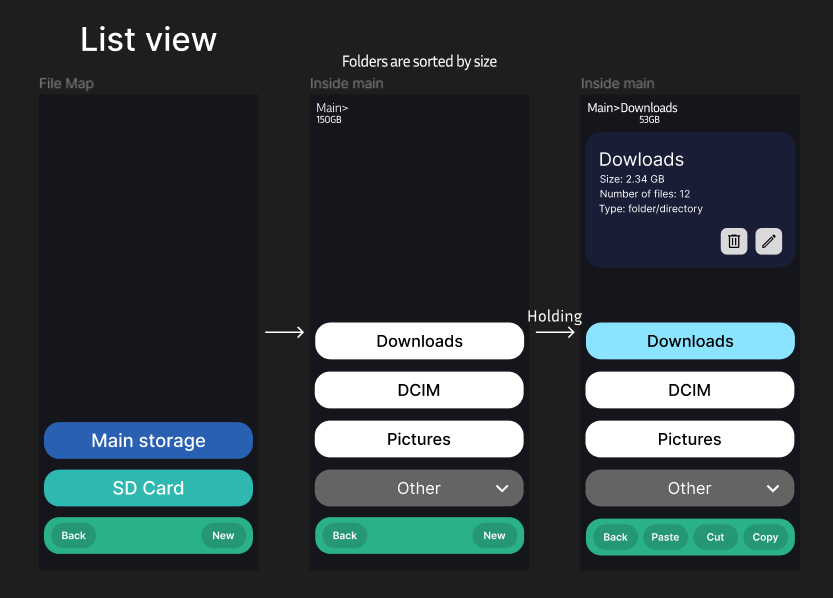 List view
Folders are sorted by size
File Map
Main storage
SD Card
Back
New
Inside main
Main>
150GB
Downloads
DCIM
Pictures
Other
Back
New
Holding
Inside main
Main>Downloads
53GB
Dowloads
Size: 2.34 GB
Number of files: 12
Type: folder/directory
Downloads
DCIM
Pictures
Other
Back
Paste
Cut
Copy